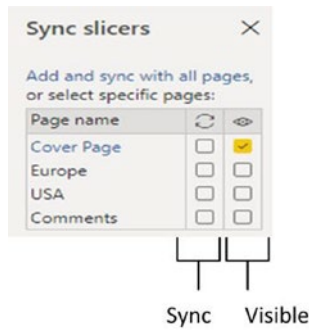 Sync slicers
Add and sync with all pages,
or select specific pages:
Page name
Cover Page
Europe
USA
Comments
Sync Visible